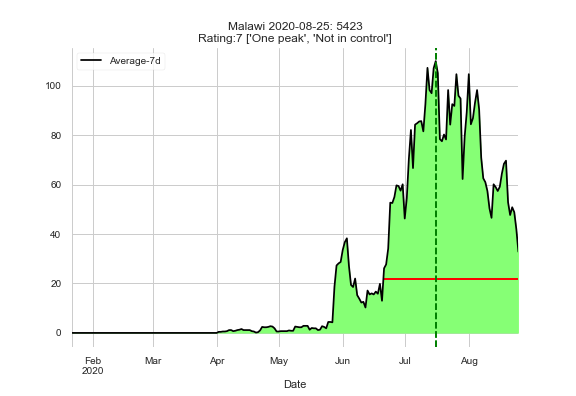 Malawi 2020-08-25: 5423
Rating:7 ['One peak', 'Not in control']
Average-7d
100
80
60
40
20
0
Feb Mar Apr May Jun Jul Aug
2020
Date